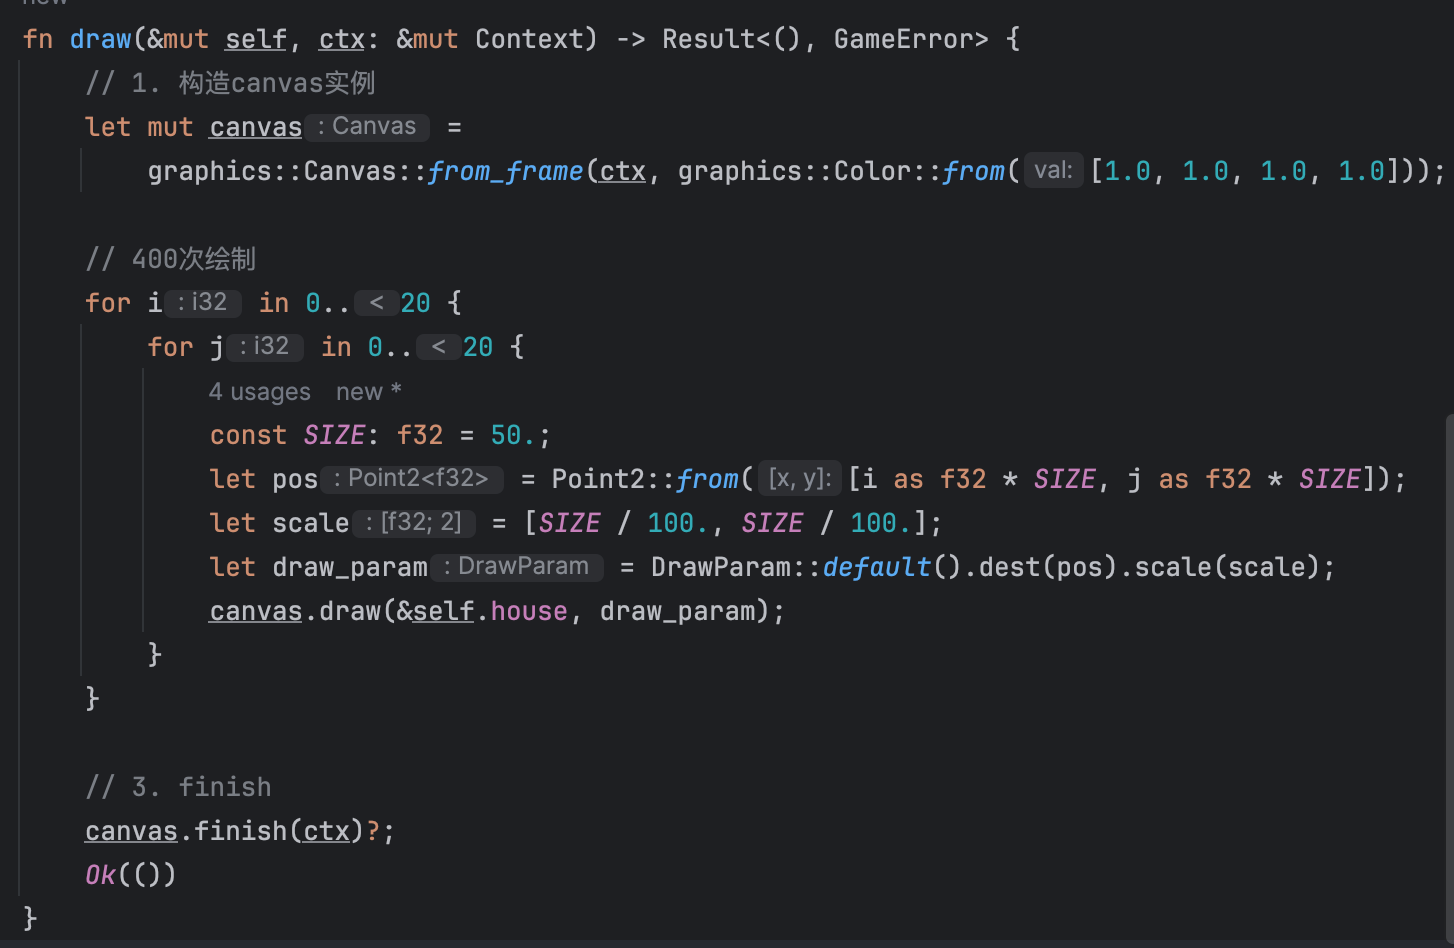 new
fn draw(&mut self, ctx: &mut Context) -> Result<(), GameError> {
// 1. 构造canvas实例
let mut canvas : Canvas =
graphics::Canvas::from_frame(ctx, graphics::Color::from( val: [1.0, 1.0, 1.0, 1.0]));
// 400次绘制
for i : i32 in 0.. < 20 {
for j : i32 in 0.. < 20 {
4 usages new *
const SIZE: f32 = 50.;
let pos : Point2<f32> = Point2::from( [x, y]: [i as f32 * SIZE, j as f32 * SIZE]);
let scale : [f32; 2] = [SIZE / 100., SIZE / 100.];
let draw_param : DrawParam = DrawParam::default().dest(pos).scale(scale);
canvas.draw(&self.house, draw_param);
}
}
// 3. finish
canvas.finish(ctx)?;
Ok(())
}